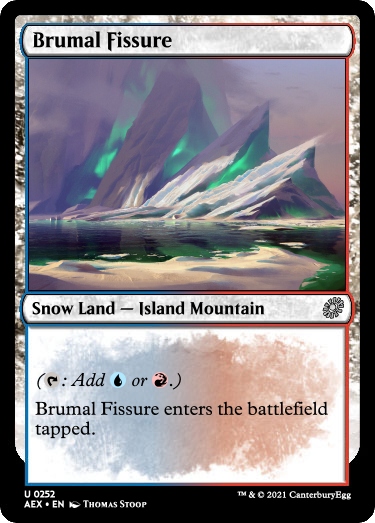 Brumal Fissure
Snow Land — Island Mountain
(: Add or .)
Brumal Fissure enters the battlefield
tapped.
U 0252
AEX • EN Thomas Stoop
™ & © 2021 CanterburyEgg